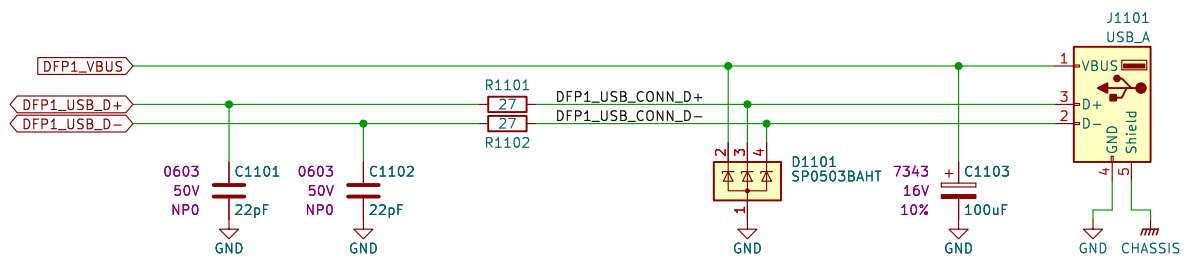 J1101
USB_A
DFP1_VBUS
1
VBUS
R1101
DFP1_USB_D+
27
DFP1_USB_CONN_D+
3
D+
DFP1_USB_D-
27
DFP1_USB_CONN_D-
2
D-
R1102
GND
Shield
2
3
4
D1101
SP0503BAHT
1
GND
0603
50V
NP0
C1101
22pF
GND
0603
50V
NP0
C1102
22pF
GND
7343
16V
10%
+
C1103
100uF
GND
4
5
GND
CHASSIS